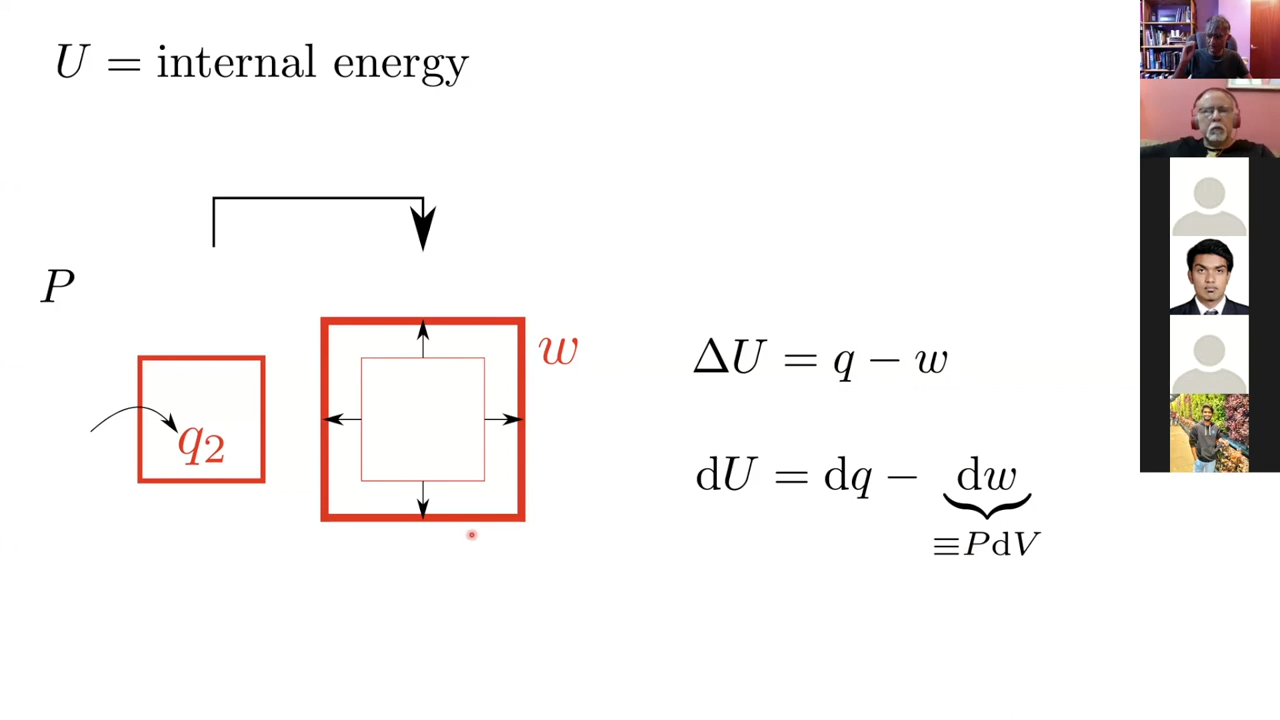 U = internal energy
P
w
q₂
ΔU = q − w
dU = dq − dw
≡PdV